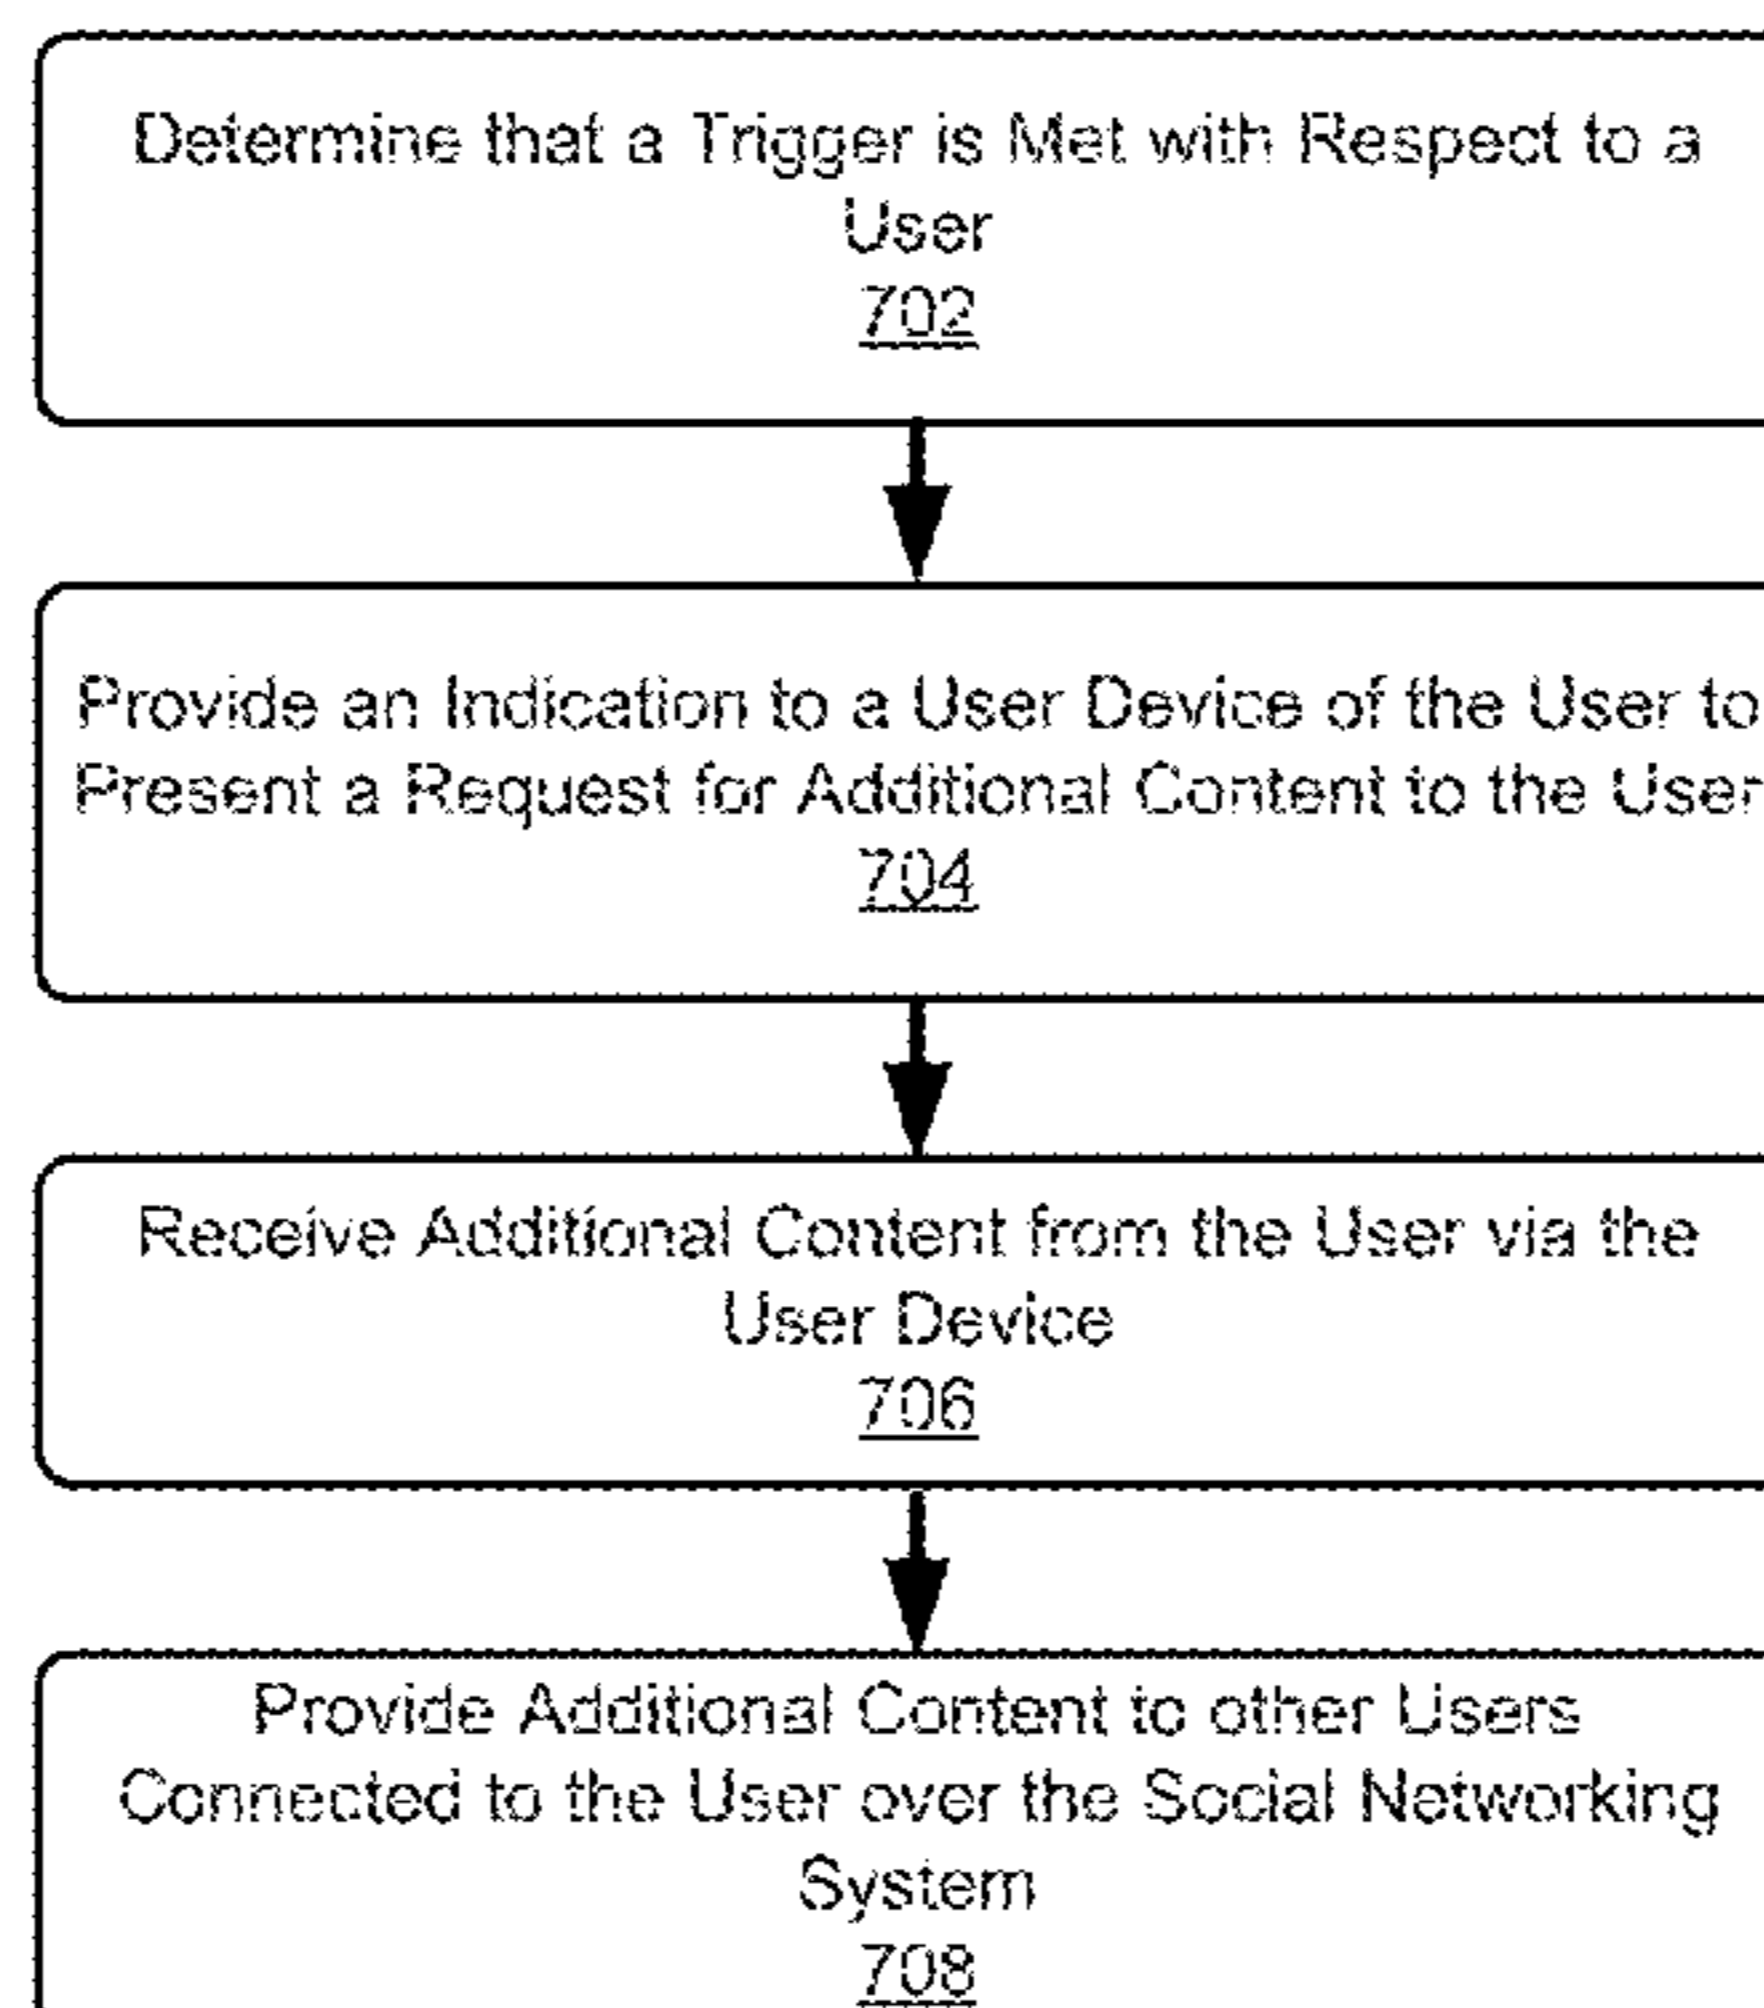 Determine that a Trigger is Met with Respect to a
User
702
Provide an Indication to a User Device of the User to
Present a Request for Additional Content to the User
704
Receive Additional Content from the User via the
User Device
706
Provide Additional Content to other Users
Connected to the User over the Social Networking
System
708